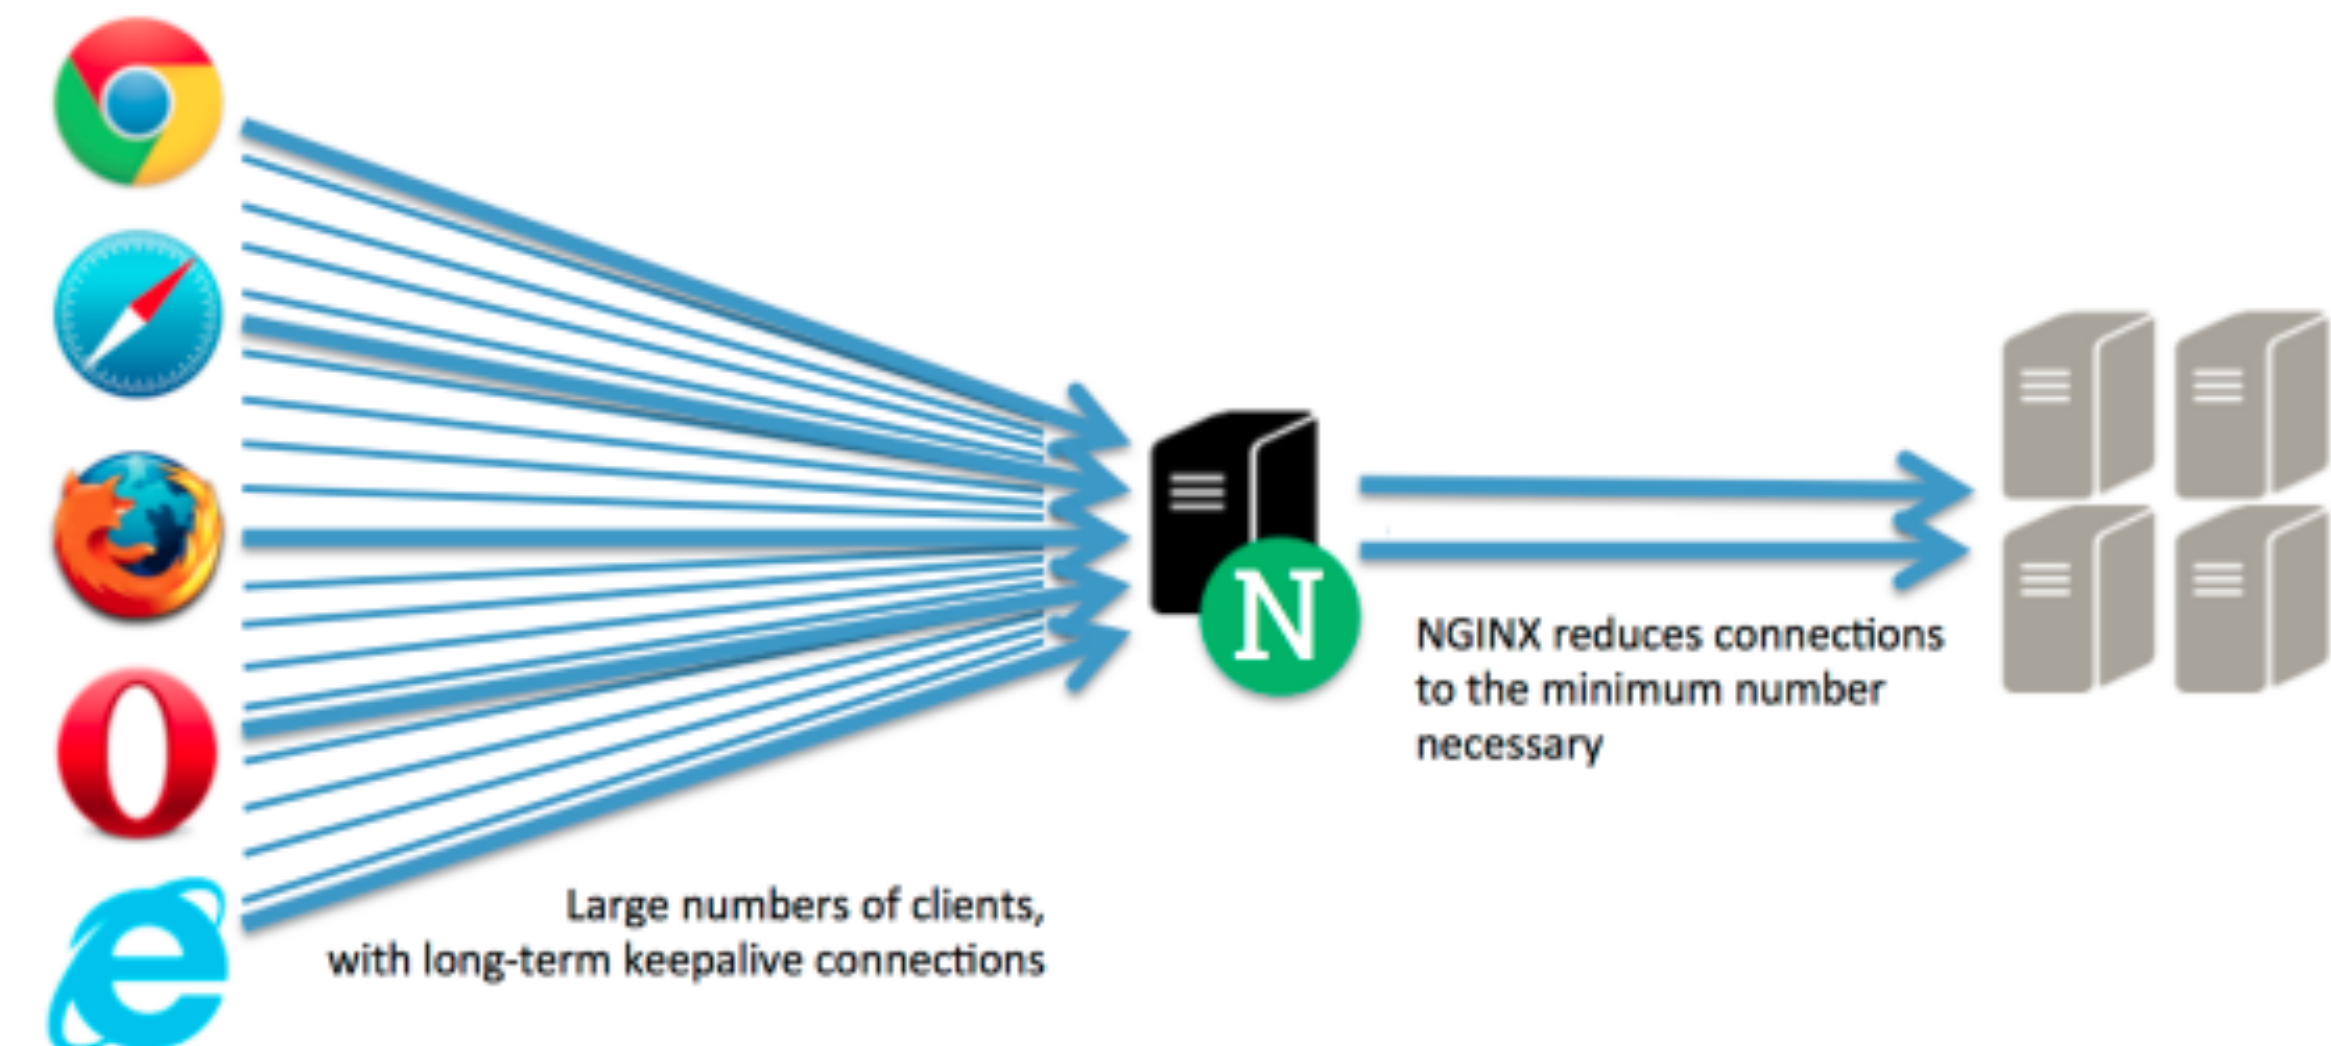 N
NGINX reduces connections
to the minimum number
necessary
Large numbers of clients,
with long-term keepalive connections